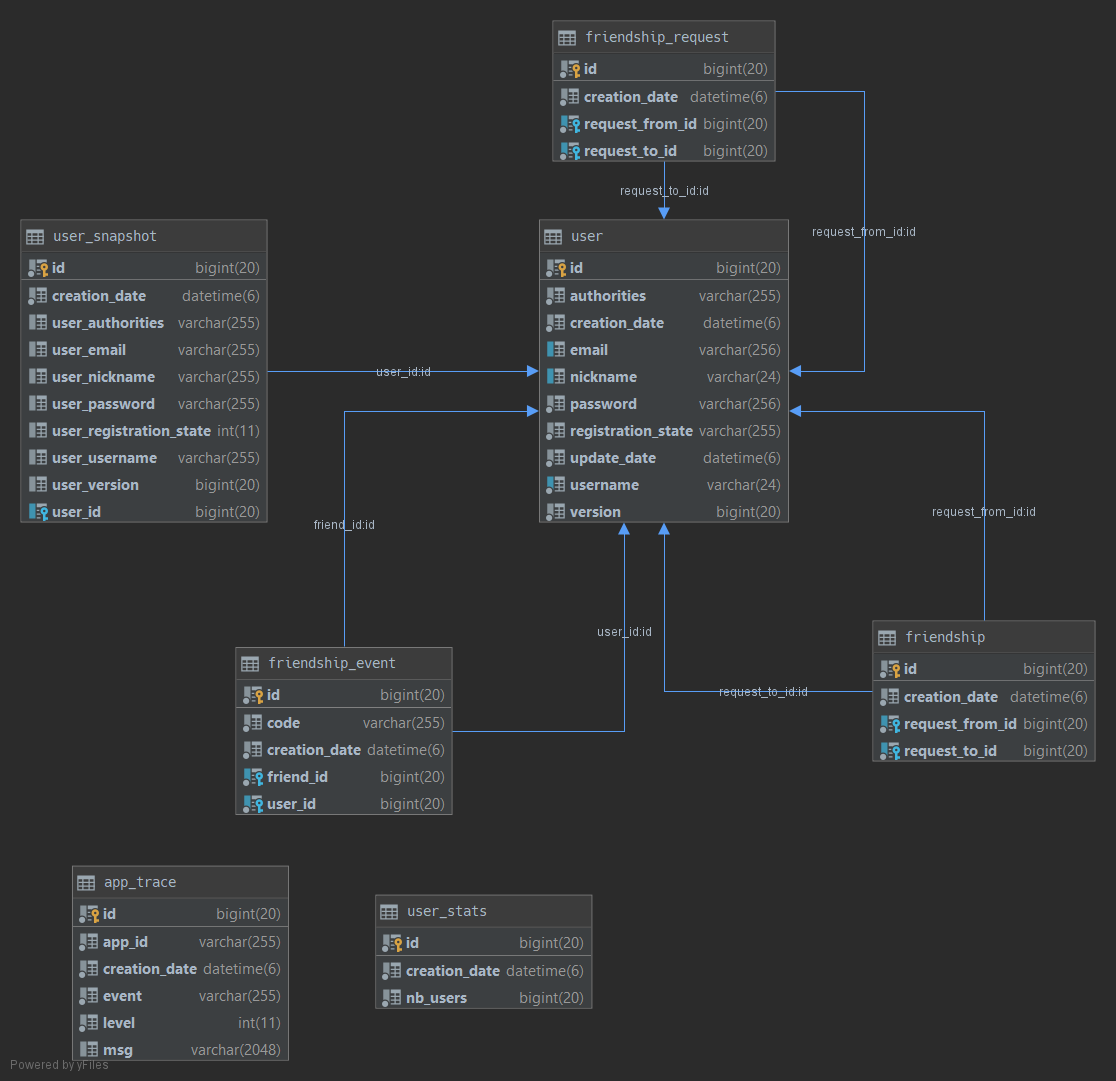 friendship_request
id bigint(20)
creation_date datetime(6)
request_from_id bigint(20)
request_to_id bigint(20)
request_to_id:id
request_from_id:id
user_snapshot
id bigint(20)
creation_date datetime(6)
user_authorities varchar(255)
user_email varchar(255)
user_nickname varchar(255)
user_password varchar(255)
user_registration_state int(11)
user_username varchar(255)
user_version bigint(20)
user_id bigint(20)
user_id:id
user
id bigint(20)
authorities varchar(255)
creation_date datetime(6)
email varchar(256)
nickname varchar(24)
password varchar(256)
registration_state varchar(255)
update_date datetime(6)
username varchar(24)
version bigint(20)
friend_id:id
request_from_id:id
user_id:id
request_to_id:id
friendship_event
id bigint(20)
code varchar(255)
creation_date datetime(6)
friend_id bigint(20)
user_id bigint(20)
friendship
id bigint(20)
creation_date datetime(6)
request_from_id bigint(20)
request_to_id bigint(20)
app_trace
id bigint(20)
app_id varchar(255)
creation_date datetime(6)
event varchar(255)
level int(11)
msg varchar(2048)
user_stats
id bigint(20)
creation_date datetime(6)
nb_users bigint(20)
Powered by yFiles